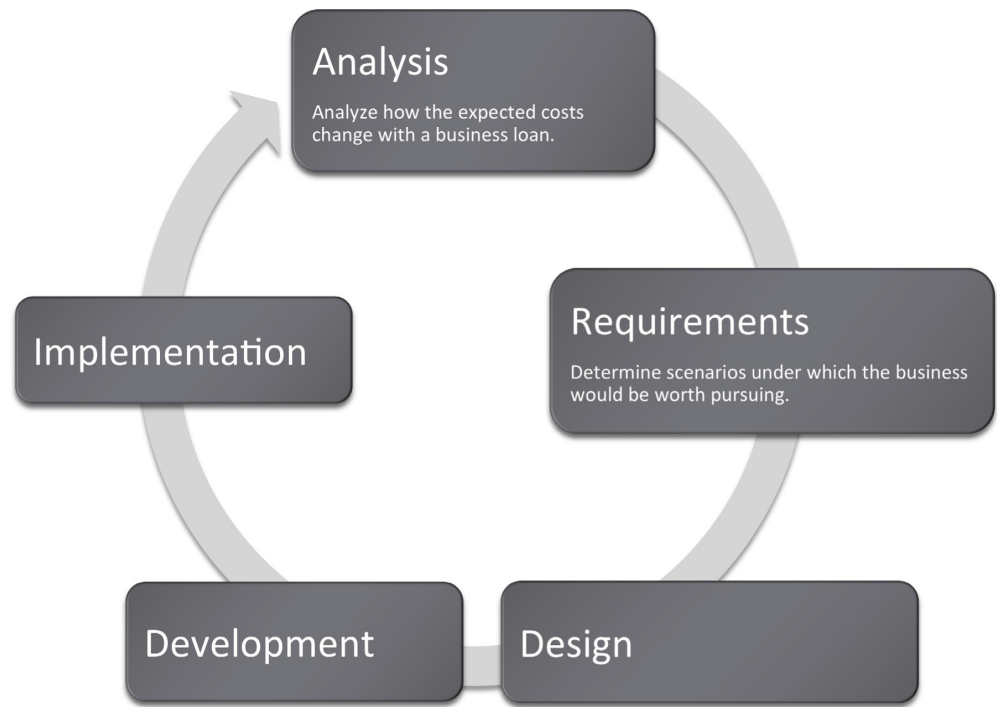 Analysis
Analyze how the expected costs
change with a business loan.
Requirements
Determine scenarios under which the business
would be worth pursuing.
Design
Development
Implementation